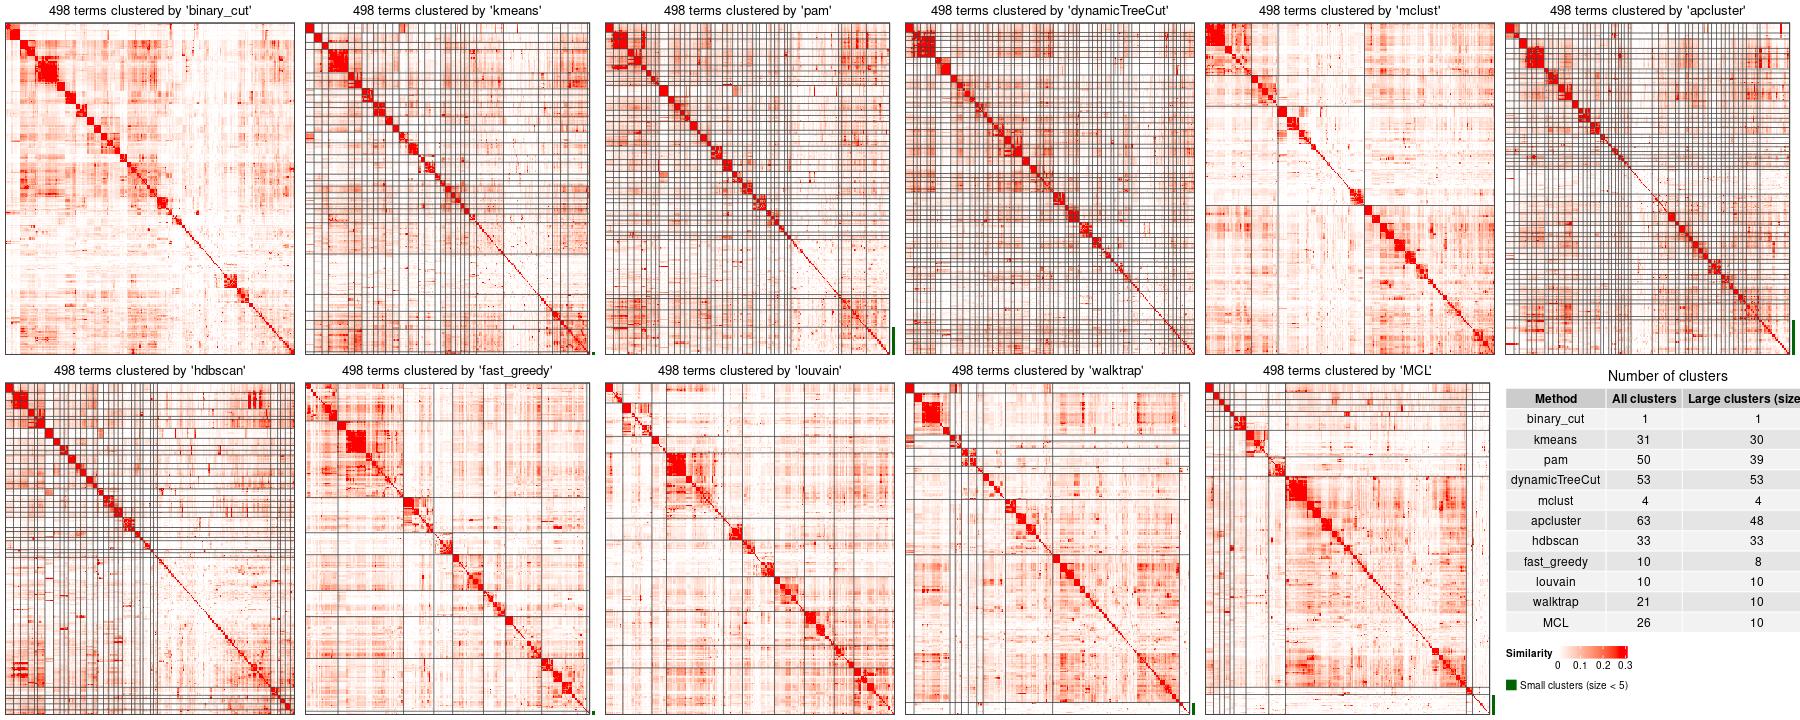 498 terms clustered by 'binary_cut'
498 terms clustered by 'kmeans'
498 terms clustered by 'pam'
498 terms clustered by 'dynamicTreeCut'
498 terms clustered by 'mclust'
498 terms clustered by 'apcluster'
498 terms clustered by 'hdbscan'
498 terms clustered by 'fast_greedy'
498 terms clustered by 'louvain'
498 terms clustered by 'walktrap'
498 terms clustered by 'MCL'
Number of clusters
Method All clusters Large clusters (size
binary_cut 1 1
kmeans 31 30
pam 50 39
dynamicTreeCut 53 53
mclust 4 4
apcluster 63 48
hdbscan 33 33
fast_greedy 10 8
louvain 10 10
walktrap 21 10
MCL 26 10
Similarity
0 0.1 0.2 0.3
Small clusters (size < 5)